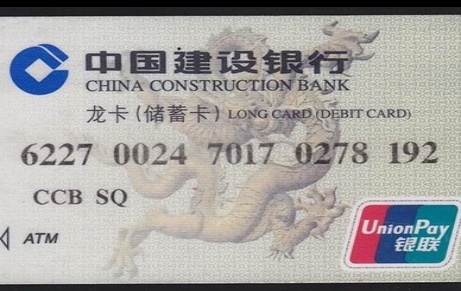 中国建设银行
CHINA CONSTRUCTION BANK
龙卡(储蓄卡) LONG CARD (DEBIT CARD)
6227 0024 7017 0278 192
CCB SQ
ATM
UnionPay
银联